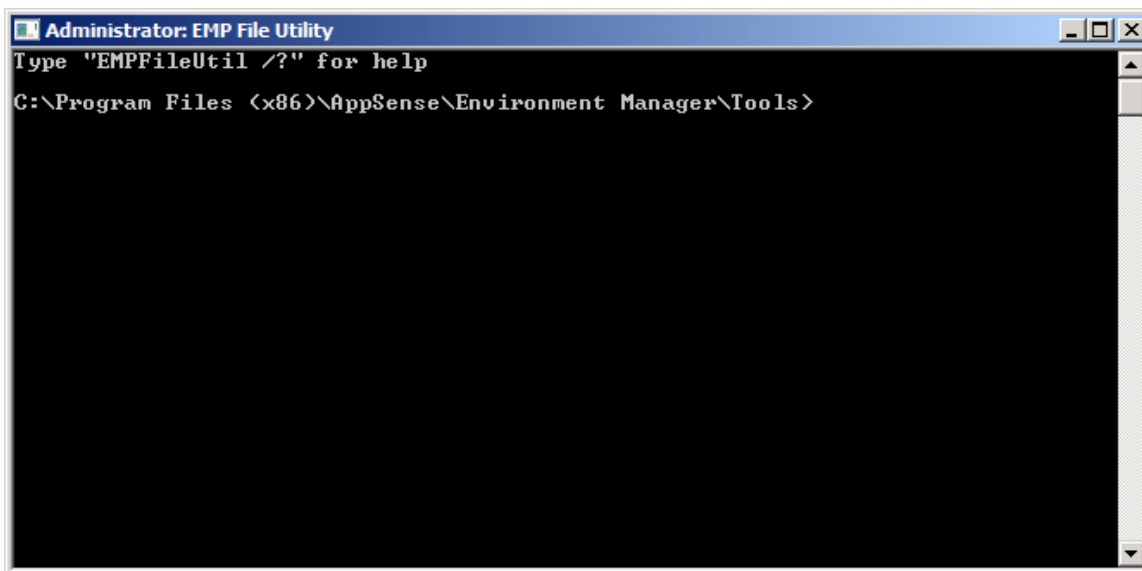 Administrator: EMP File Utility
Type "EMPFileUtil /?" for help
C:\Program Files (x86)\AppSense\Environment Manager\Tools>